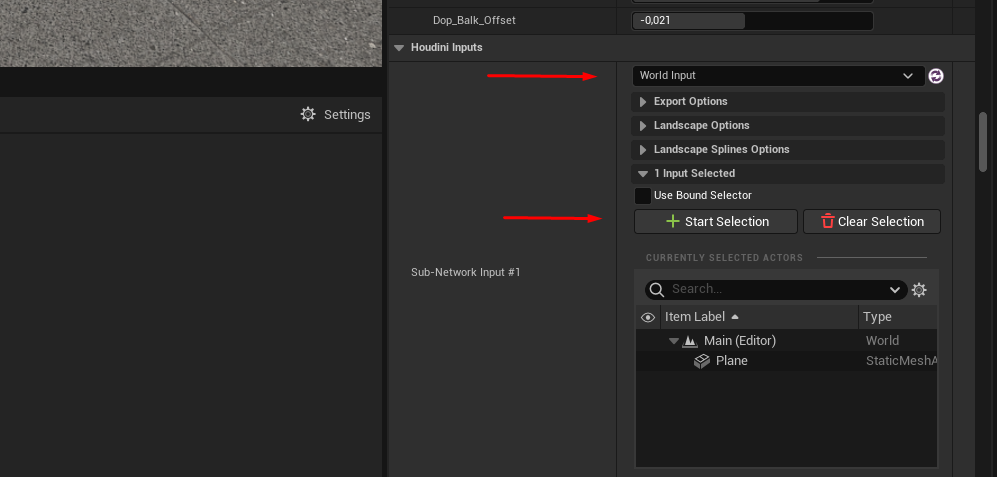 Dop_Balk_Offset
-0,021
Houdini Inputs
World Input
Export Options
Settings
Landscape Options
Landscape Splines Options
1 Input Selected
Use Bound Selector
Start Selection
Clear Selection
CURRENTLY SELECTED ACTORS
Sub-Network Input #1
Search...
Item Label
Type
Main (Editor)
World
Plane
StaticMeshA